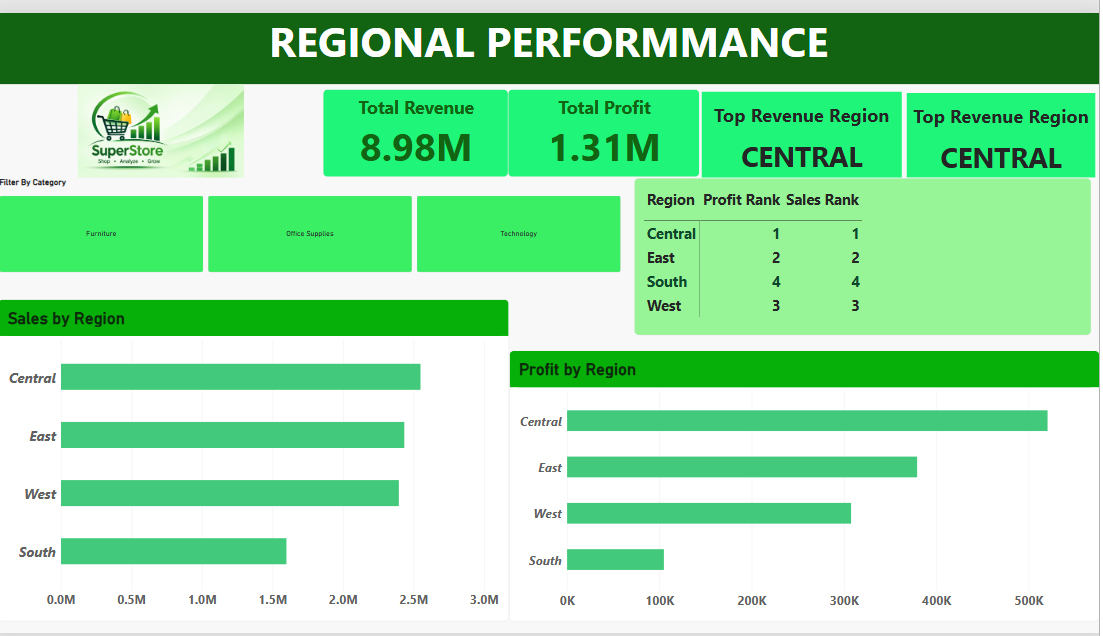 REGIONAL PERFORMMANCE
SuperStore
Shop • Analyze • Grow
Total Revenue
8.98M
Total Profit
1.31M
Top Revenue Region
CENTRAL
Top Revenue Region
CENTRAL
Filter By Category
Furniture
Office Supplies
Technology
Region Profit Rank Sales Rank
Central 1 1
East 2 2
South 4 4
West 3 3
Sales by Region
Central
East
West
South
0.0M 0.5M 1.0M 1.5M 2.0M 2.5M 3.0M
Profit by Region
Central
East
West
South
0K 100K 200K 300K 400K 500K